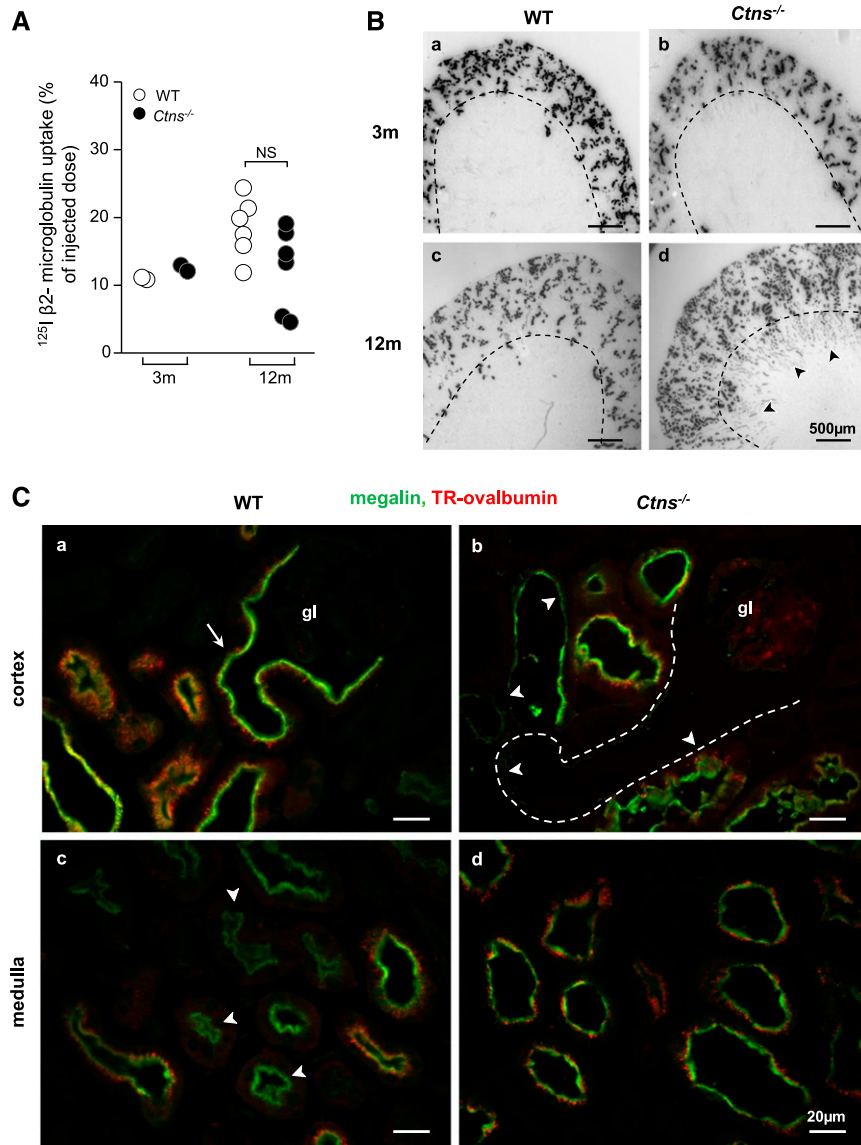 A
¹²⁵I β2- microglobulin uptake (%
of injected dose)
40
30
20
10
0
WT
Ctns-/-
NS
3m
12m
B
WT
Ctns-/-
3m
12m
a
b
c
d
500µm
C
WT
megalin, TR-ovalbumin
Ctns-/-
cortex
medulla
a
gl
b
gl
c
d
20µm